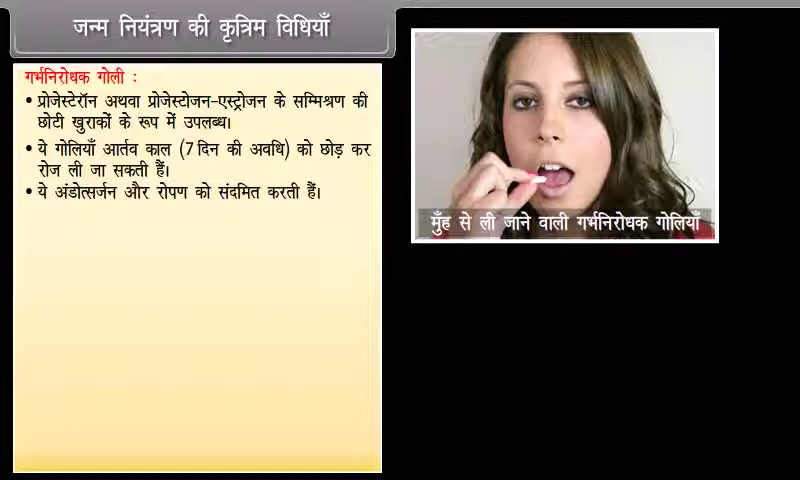 जन्म नियंत्रण की कृत्रिम विधियाँ
गर्भनिरोधक गोली :
• प्रोजेस्टेरॉन अथवा प्रोजेस्टोजन-एस्ट्रोजन के सम्मिश्रण की
छोटी खुराकों के रूप में उपलब्ध।
• ये गोलियाँ आर्तव काल (7 दिन की अवधि) को छोड़ कर
रोज ली जा सकती हैं।
• ये अंडोत्सर्जन और रोपण को संदमित करती हैं।
मुँह से ली जाने वाली गर्भनिरोधक गोलियाँ